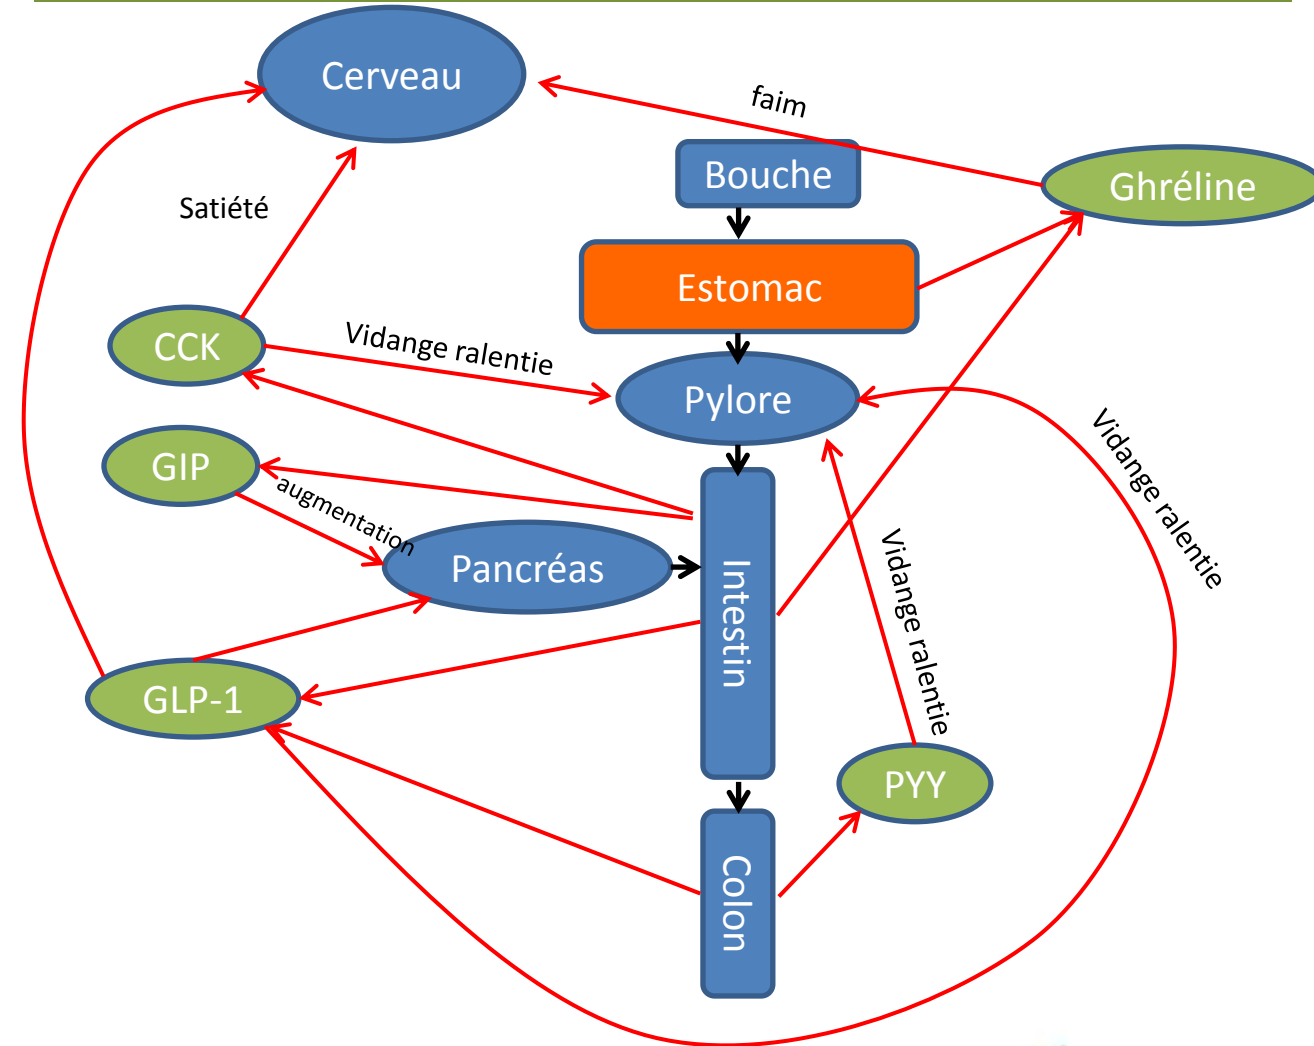 Cerveau
faim
Bouche
Ghréline
Satiété
Estomac
CCK
Vidange ralentie
Pylore
Vidange ralentie
GIP
augmentation
Pancréas
Intestin
Vidange ralentie
GLP-1
PYY
Colon